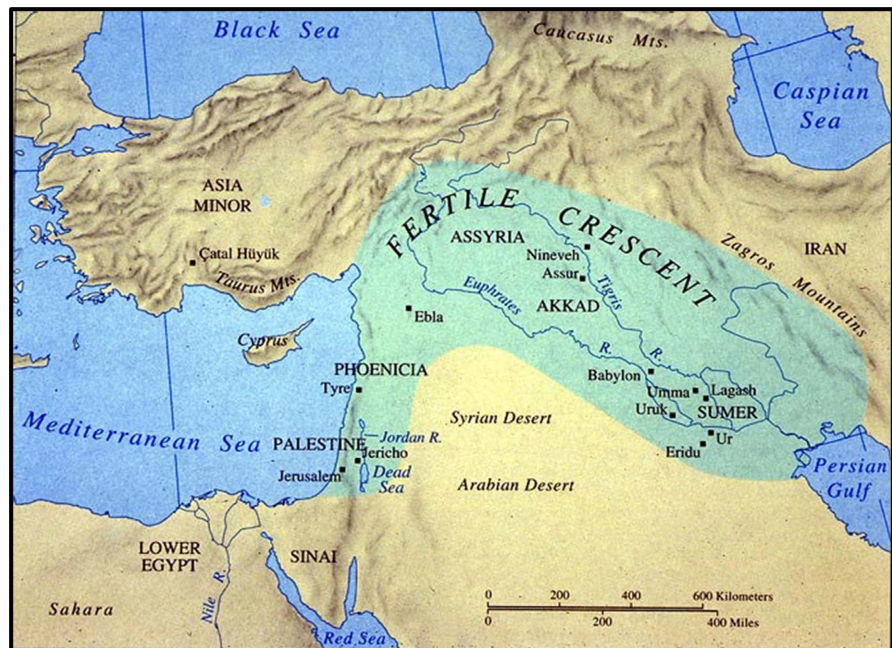 Black Sea
Caucasus Mts.
Caspian
Sea
ASIA
MINOR
FERTILE CRESCENT
ASSYRIA
Zagros Mountains
IRAN
Çatal Hüyük
Taurus Mts.
Nineveh
Assur
Tigris R.
AKKAD
Euphrates R.
Ebla
Cyprus
PHOENICIA
Tyre
Babylon
Umma
Lagash
Uruk
SUMER
Ur
Eridu
Syrian Desert
Mediterranean Sea
PALESTINE
Jordan R.
Jericho
Jerusalem
Dead
Sea
Arabian Desert
Persian
Gulf
LOWER
EGYPT
SINAI
Nile R.
Sahara
Red Sea
0 200 400 600 Kilometers
0 200 400 Miles